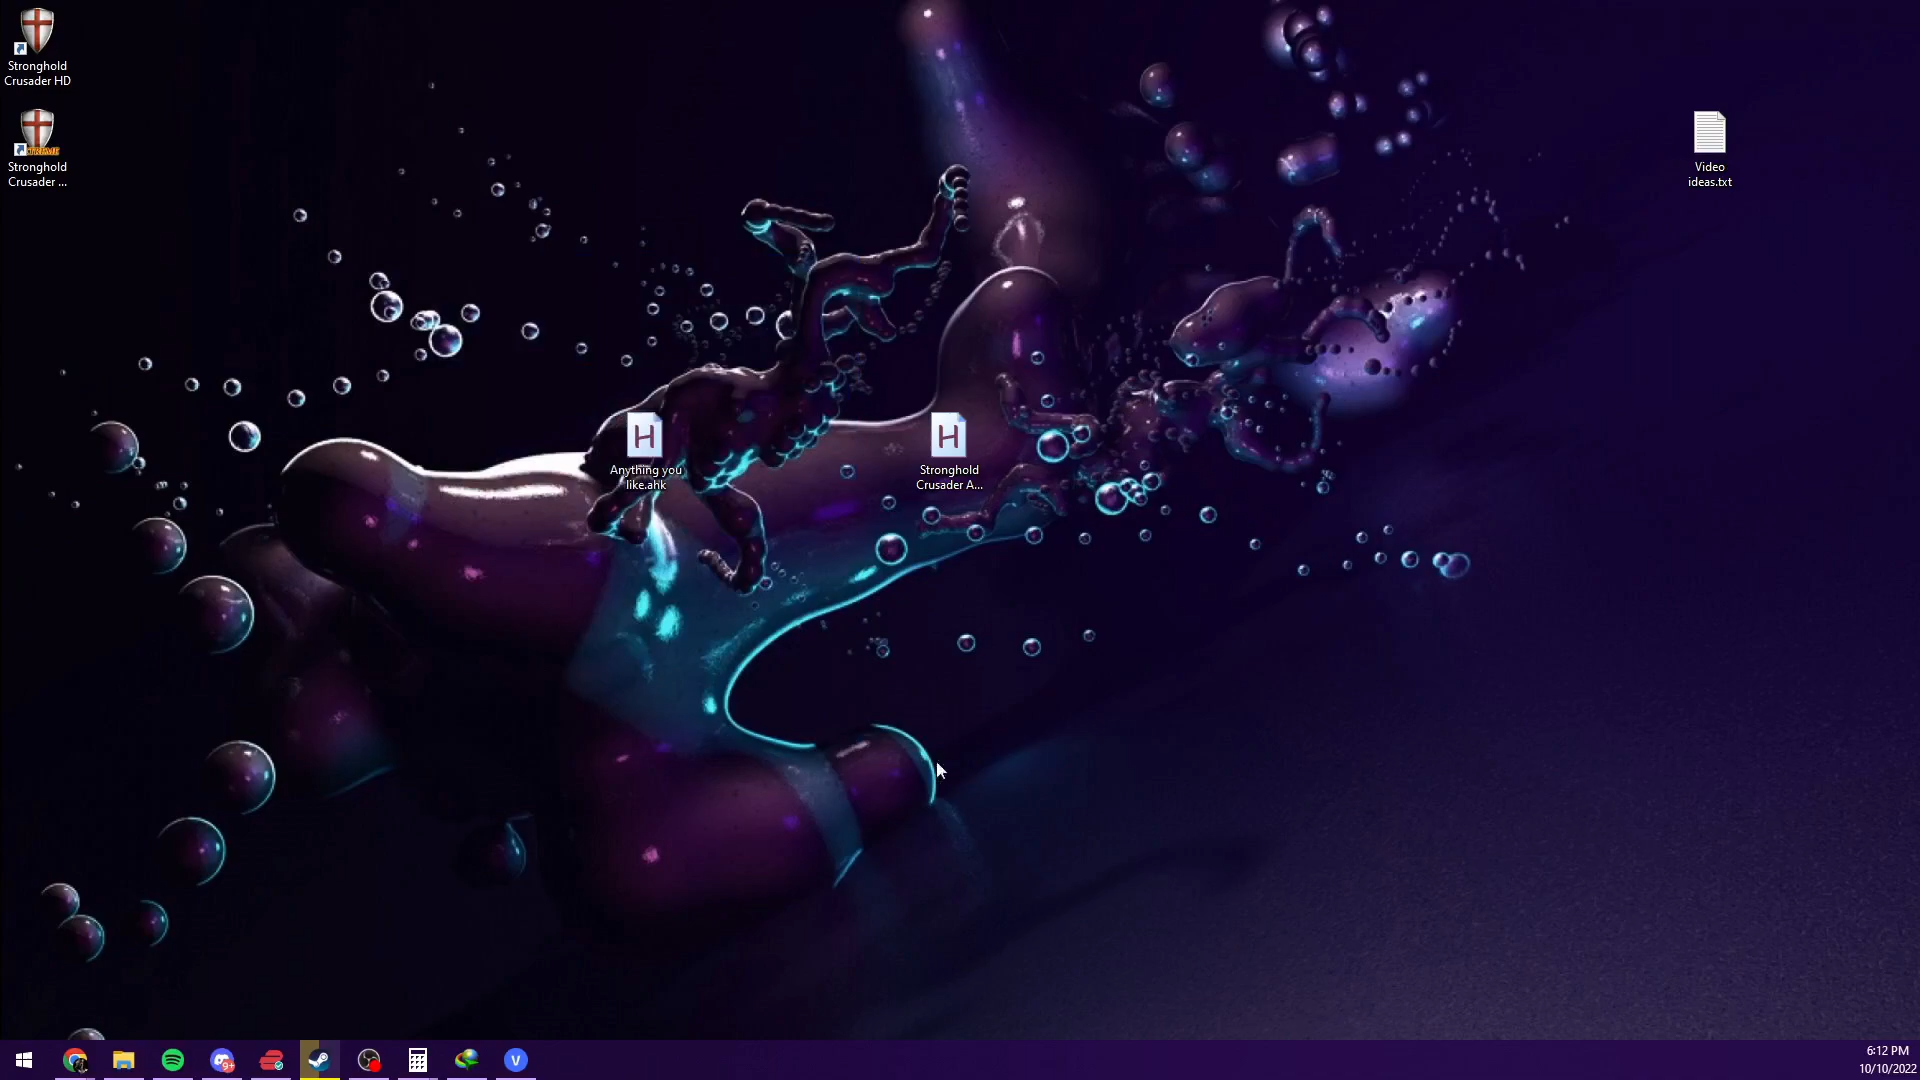 Stronghold
Crusader HD
Stronghold
Crusader ...
Video
ideas.txt
Anything you
like.ahk
Stronghold
Crusader A...
9+
V
6:12 PM
10/10/2022